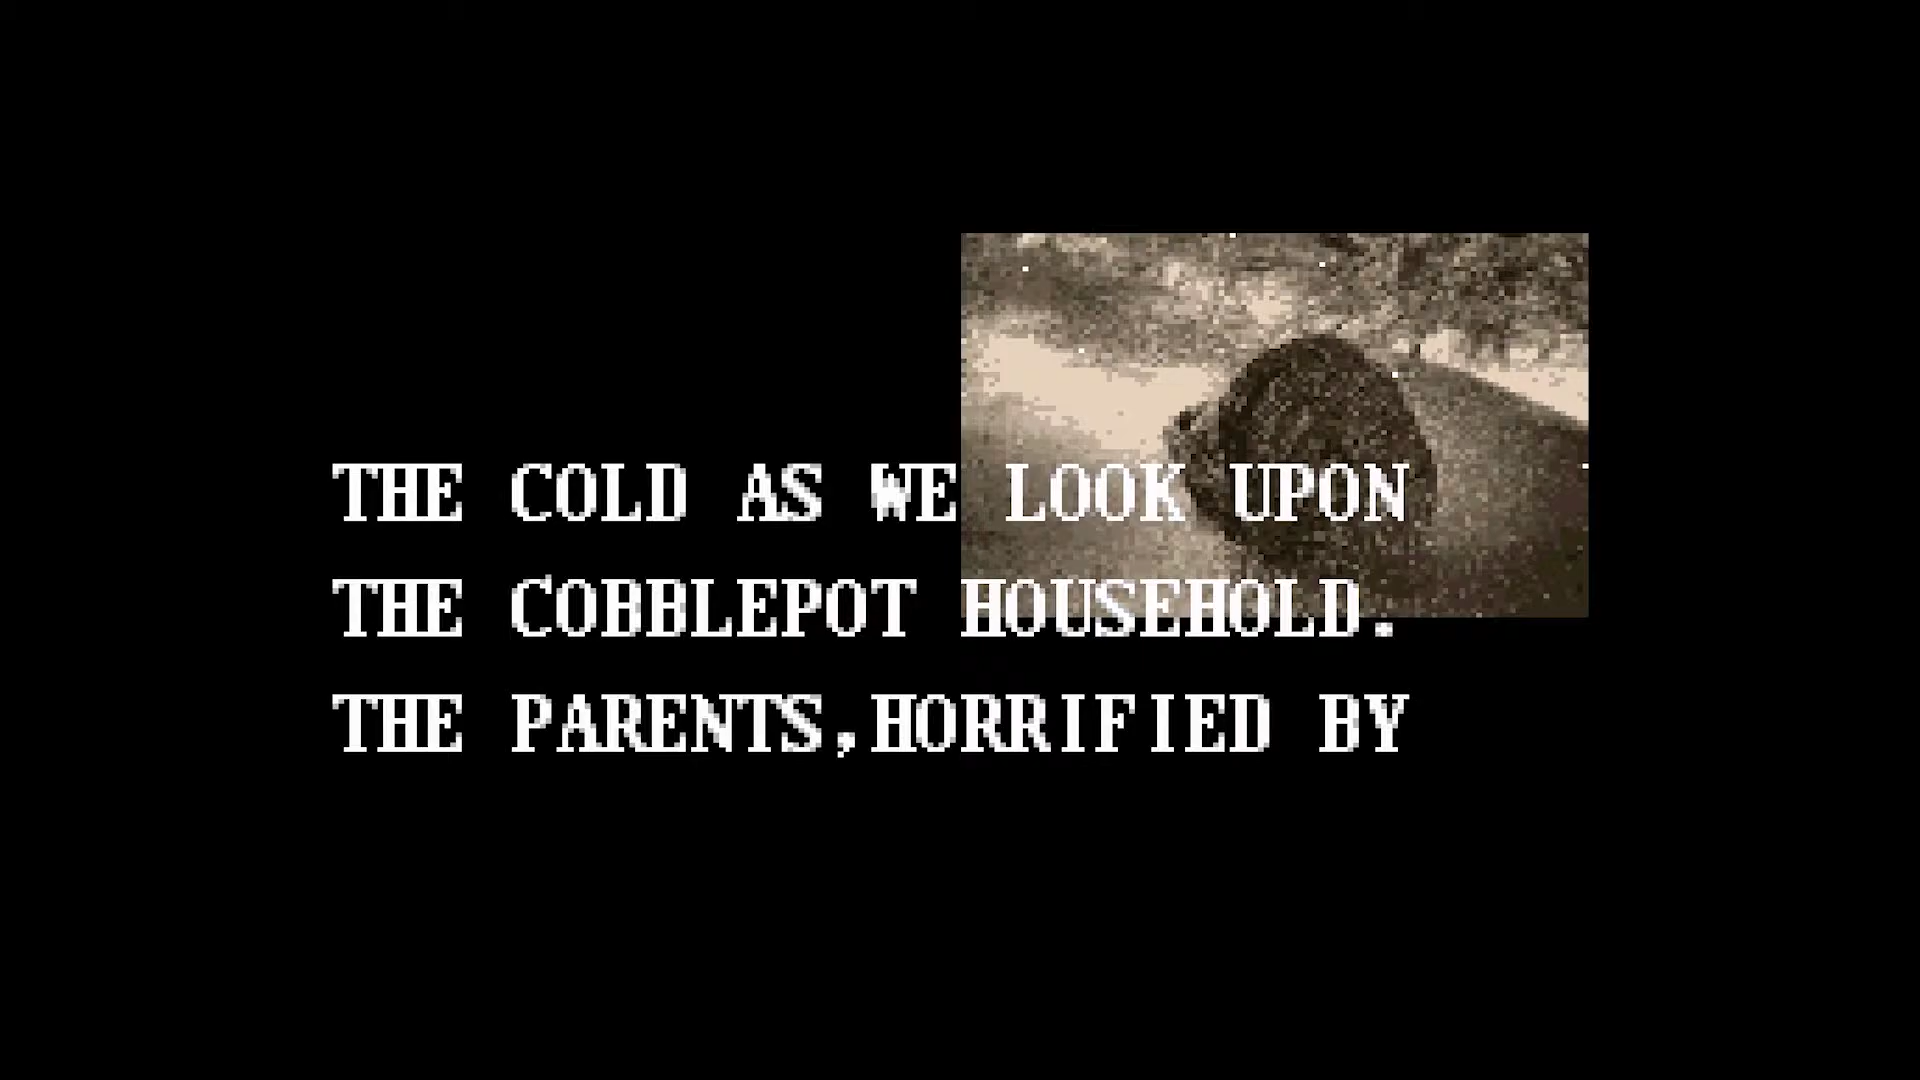 THE COLD AS WE LOOK UPON
THE COBBLEPOT HOUSEHOLD.
THE PARENTS,HORRIFIED BY